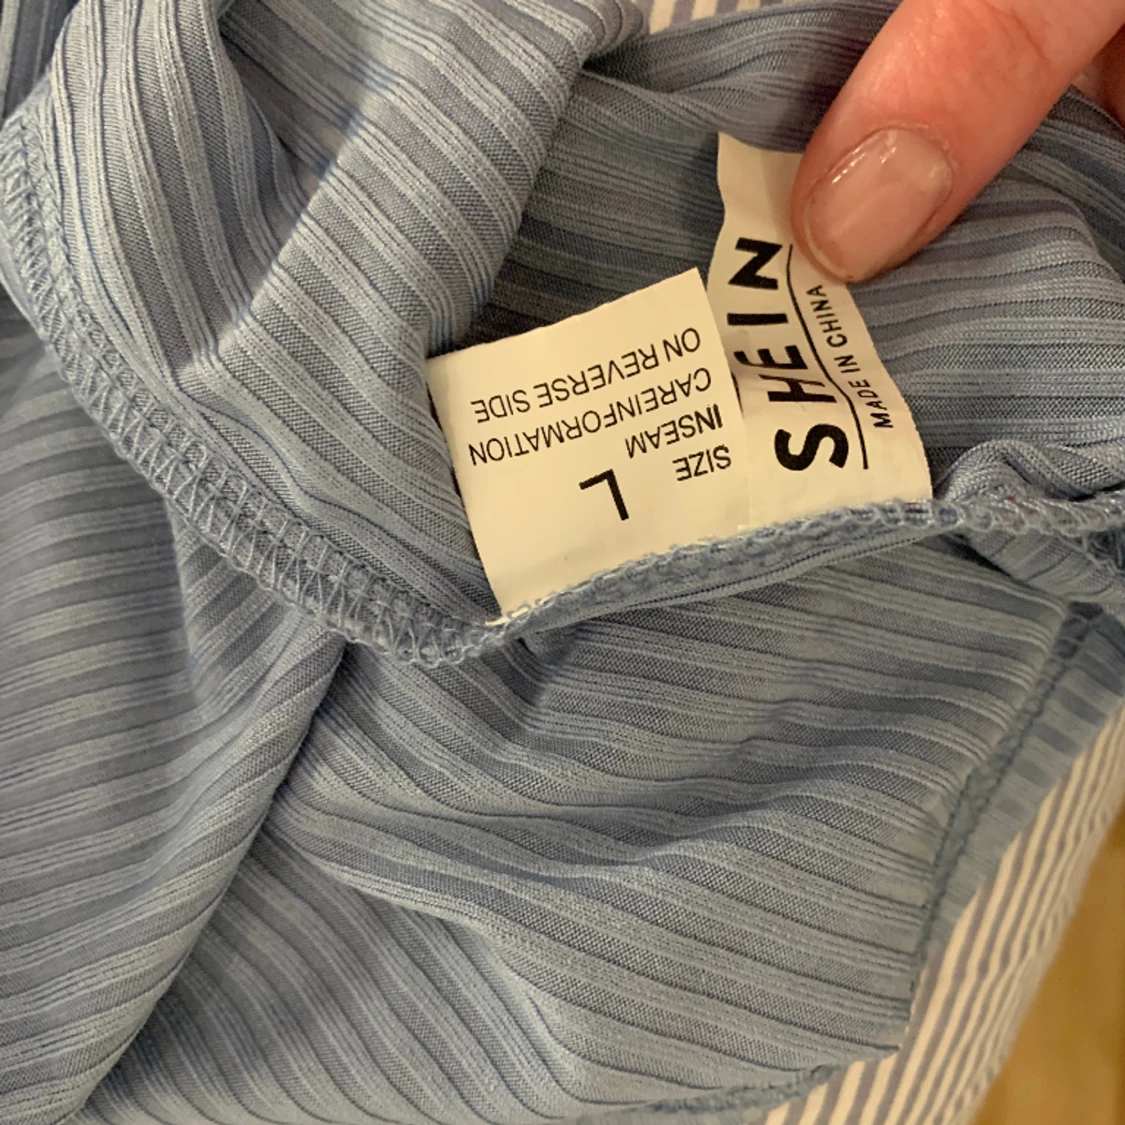 SHEIN
MADE IN CHINA
SIZE L
INSEAM
CAREINFORMATION
ON REVERSE SIDE